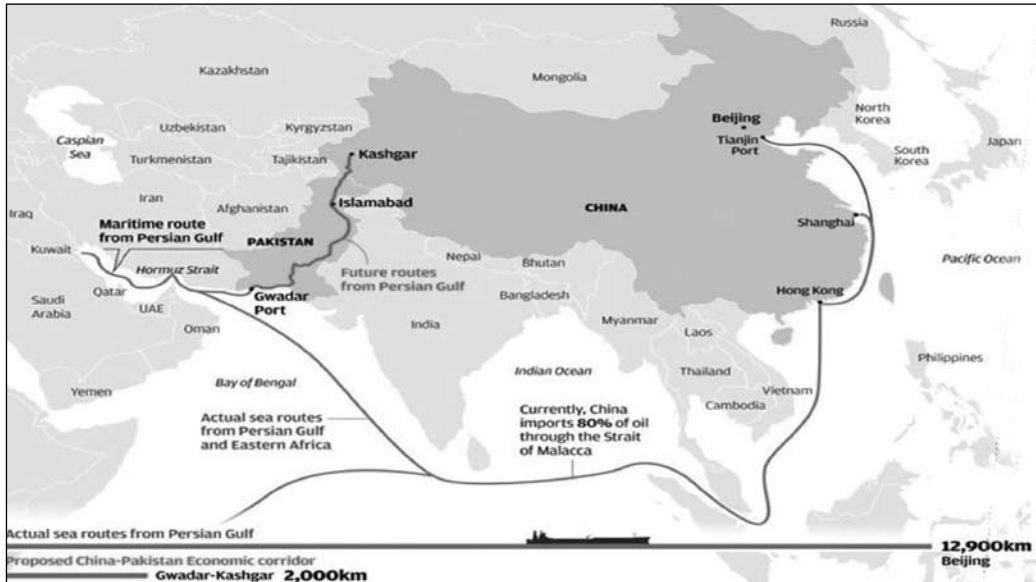 Russia
Kazakhstan
Mongolia
Uzbekistan
Kyrgyzstan
Caspian
Sea
Turkmenistan
Tajikistan
Kashgar
Beijing
Tianjin
Port
North
Korea
South
Korea
Japan
Iran
Iraq
Afghanistan
Islamabad
CHINA
Shanghai
Maritime route
from Persian Gulf
PAKISTAN
Kuwait
Hormuz Strait
Future routes
from Persian Gulf
Nepal
Bhutan
Pacific Ocean
Qatar
Gwadar
Port
Bangladesh
Hong Kong
Saudi
Arabia
UAE
Oman
India
Myanmar
Laos
Yemen
Bay of Bengal
Indian Ocean
Thailand
Vietnam
Cambodia
Philippines
Actual sea routes
from Persian Gulf
and Eastern Africa
Currently, China
imports 80% of oil
through the Strait
of Malacca
Actual sea routes from Persian Gulf
12,900km
Beijing
Proposed China-Pakistan Economic corridor
Gwadar-Kashgar 2,000km